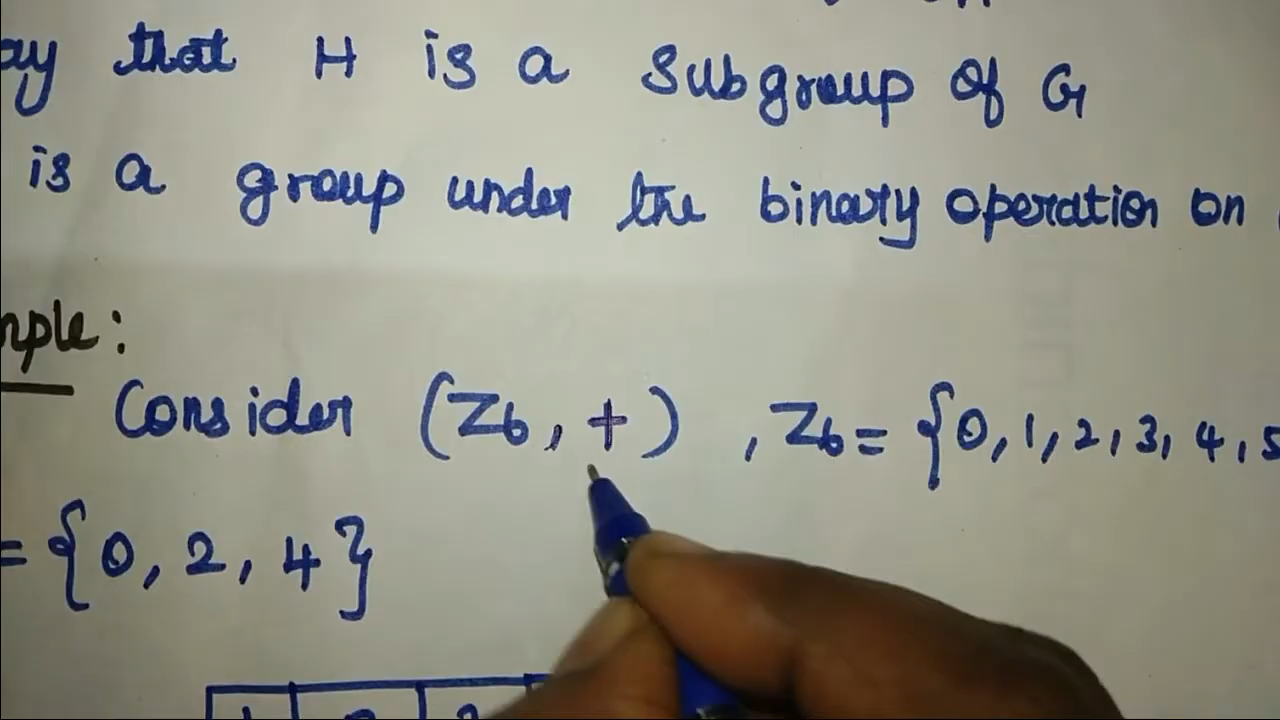 ay that H is a subgroup of G
is a group under the binary operation on
mple:
Consider (Z6, +) , Z6 = {0, 1, 2, 3, 4, 5
= {0, 2, 4}